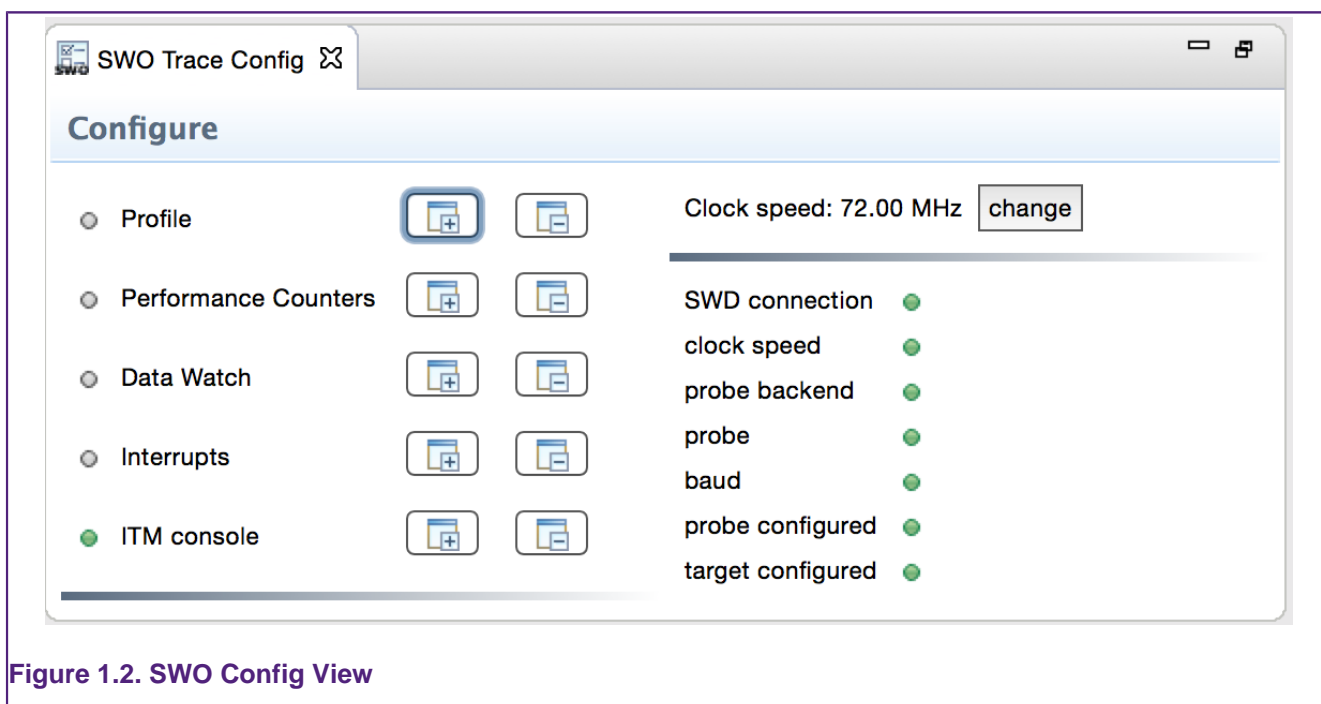 SWO Trace Config
SWO
Configure
Profile
Performance Counters
Data Watch
Interrupts
ITM console
Clock speed: 72.00 MHz change
SWD connection
clock speed
probe backend
probe
baud
probe configured
target configured
Figure 1.2. SWO Config View